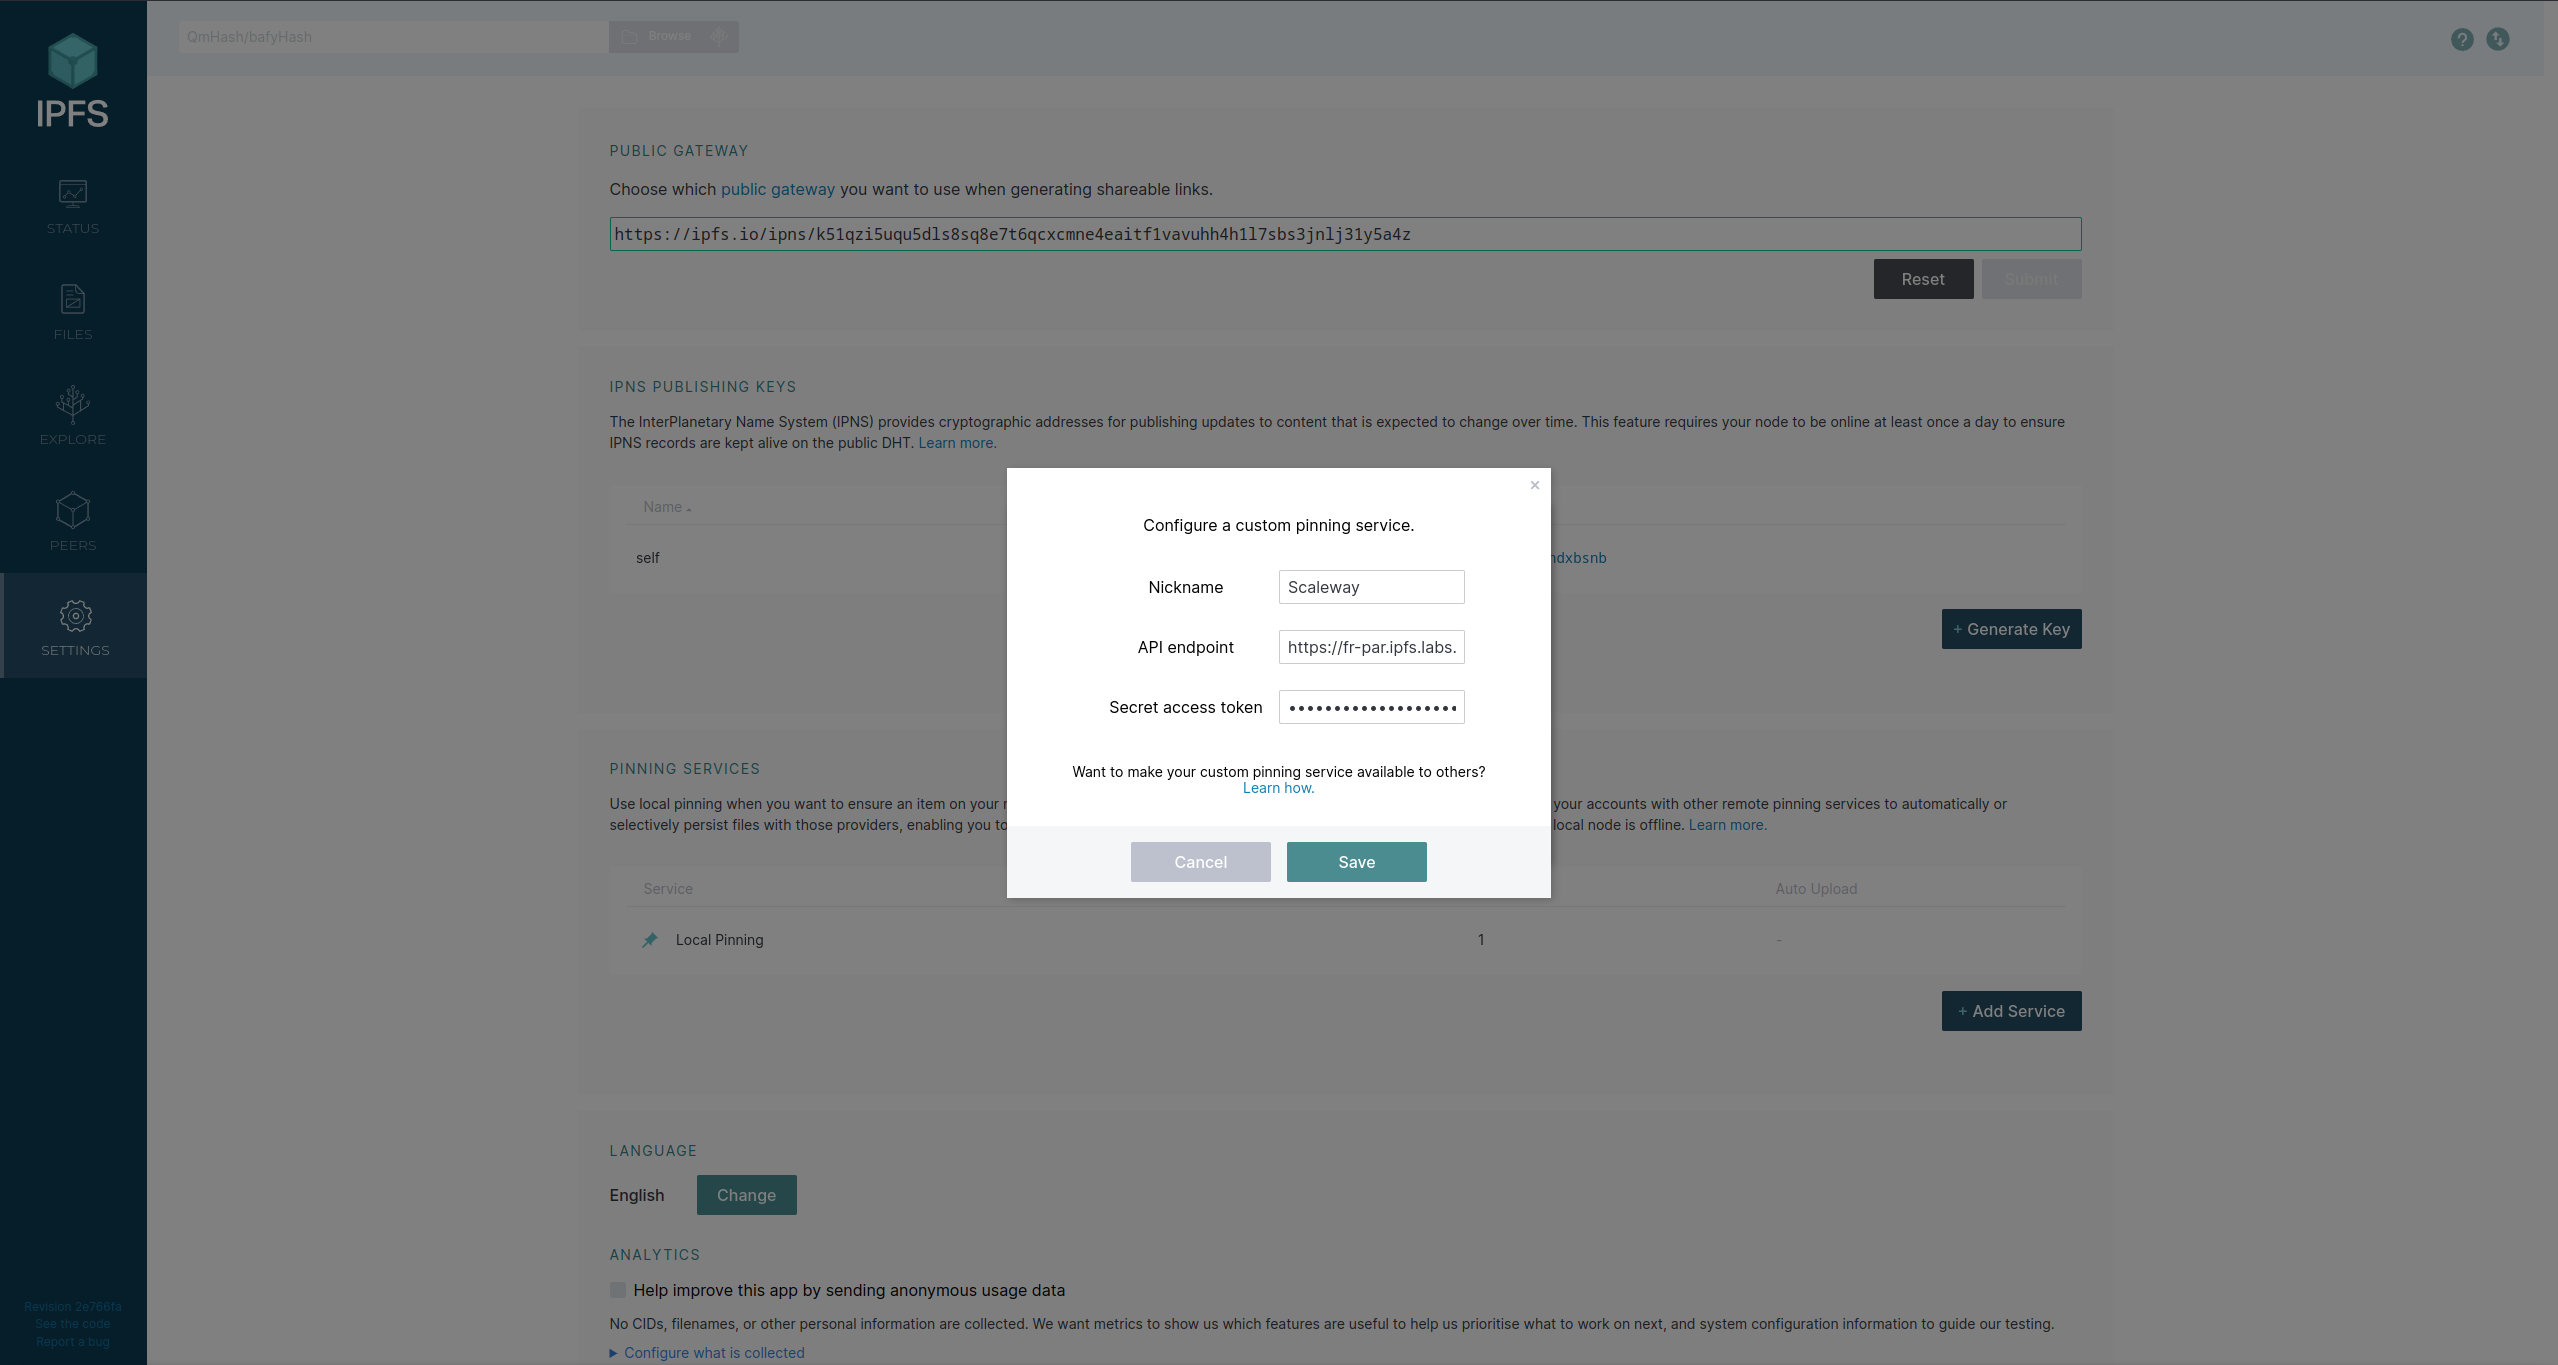 IPFS
STATUS
FILES
EXPLORE
PEERS
SETTINGS
Revision 2e766fa
See the code
Report a bug
QmHash/bafyHash
Browse
PUBLIC GATEWAY
Choose which public gateway you want to use when generating shareable links.
https://ipfs.io/ipns/k51qzi5uqu5dls8sq8e7t6qcxcmne4eaitf1vavuhh4h1l7sbs3jnlj31y5a4z
Reset
Submit
IPNS PUBLISHING KEYS
The InterPlanetary Name System (IPNS) provides cryptographic addresses for publishing updates to content that is expected to change over time. This feature requires your node to be online at least once a day to ensure
IPNS records are kept alive on the public DHT. Learn more.
Name
self
dxbsnb
+ Generate Key
Configure a custom pinning service.
Nickname
Scaleway
API endpoint
https://fr-par.ipfs.labs.
Secret access token
••••••••••••••••••
Want to make your custom pinning service available to others?
Learn how.
Cancel
Save
PINNING SERVICES
Use local pinning when you want to ensure an item on your
your accounts with other remote pinning services to automatically or
selectively persist files with those providers, enabling you to
local node is offline. Learn more.
Service
Auto Upload
Local Pinning
1
-
+ Add Service
LANGUAGE
English
Change
ANALYTICS
Help improve this app by sending anonymous usage data
No CIDs, filenames, or other personal information are collected. We want metrics to show us which features are useful to help us prioritise what to work on next, and system configuration information to guide our testing.
Configure what is collected